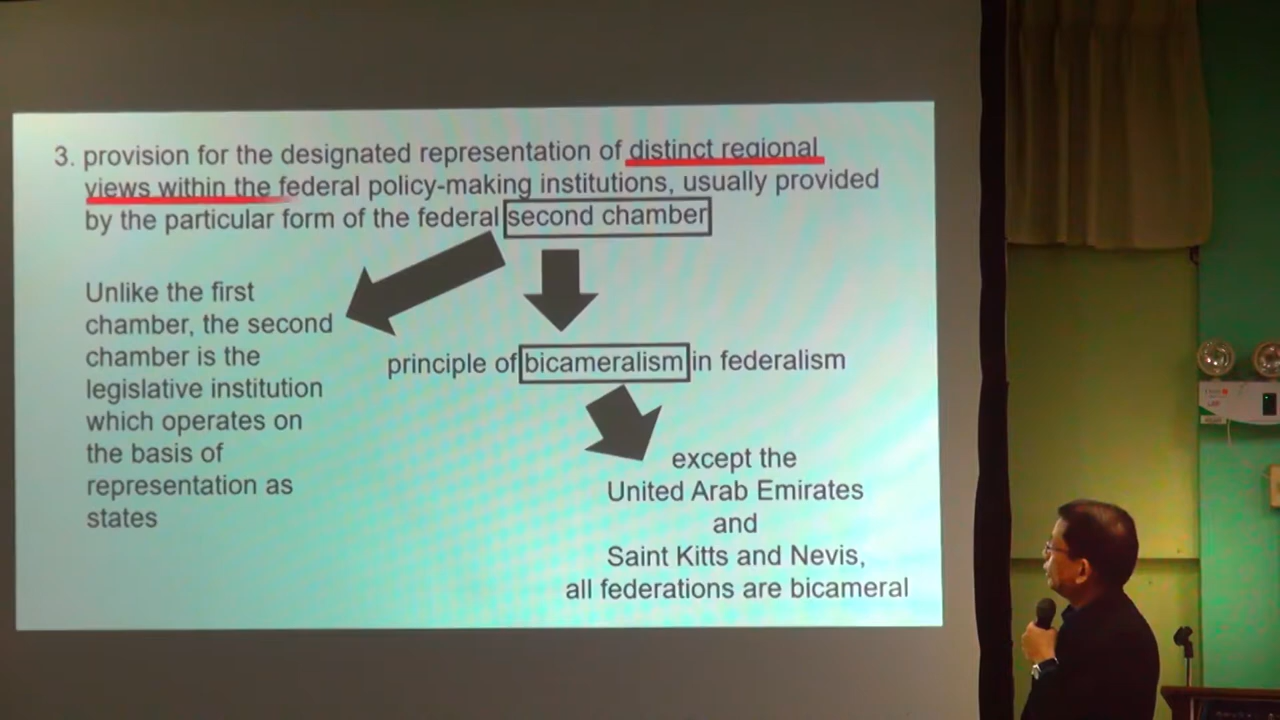 3. provision for the designated representation of distinct regional
views within the federal policy-making institutions, usually provided
by the particular form of the federal second chamber
Unlike the first
chamber, the second
chamber is the
legislative institution
which operates on
the basis of
representation as
states
principle of bicameralism in federalism
except the
United Arab Emirates
and
Saint Kitts and Nevis,
all federations are bicameral